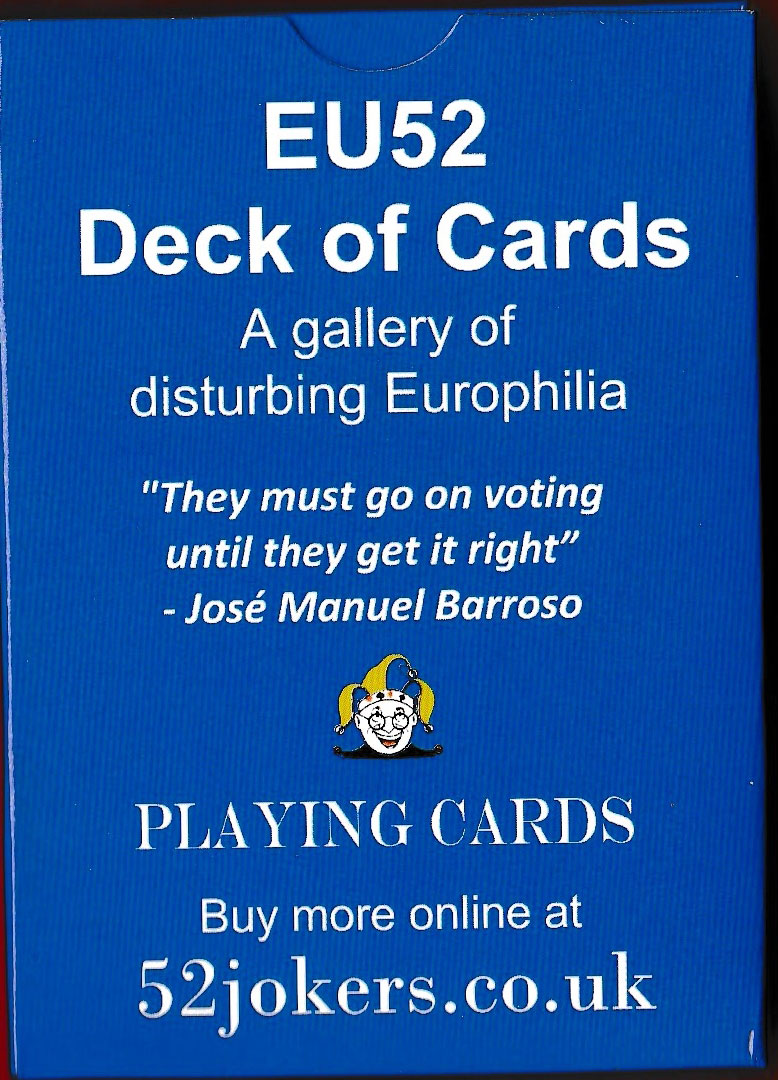 EU52
Deck of Cards
A gallery of
disturbing Europhilia
"They must go on voting
until they get it right”
- José Manuel Barroso
PLAYING CARDS
Buy more online at
52jokers.co.uk